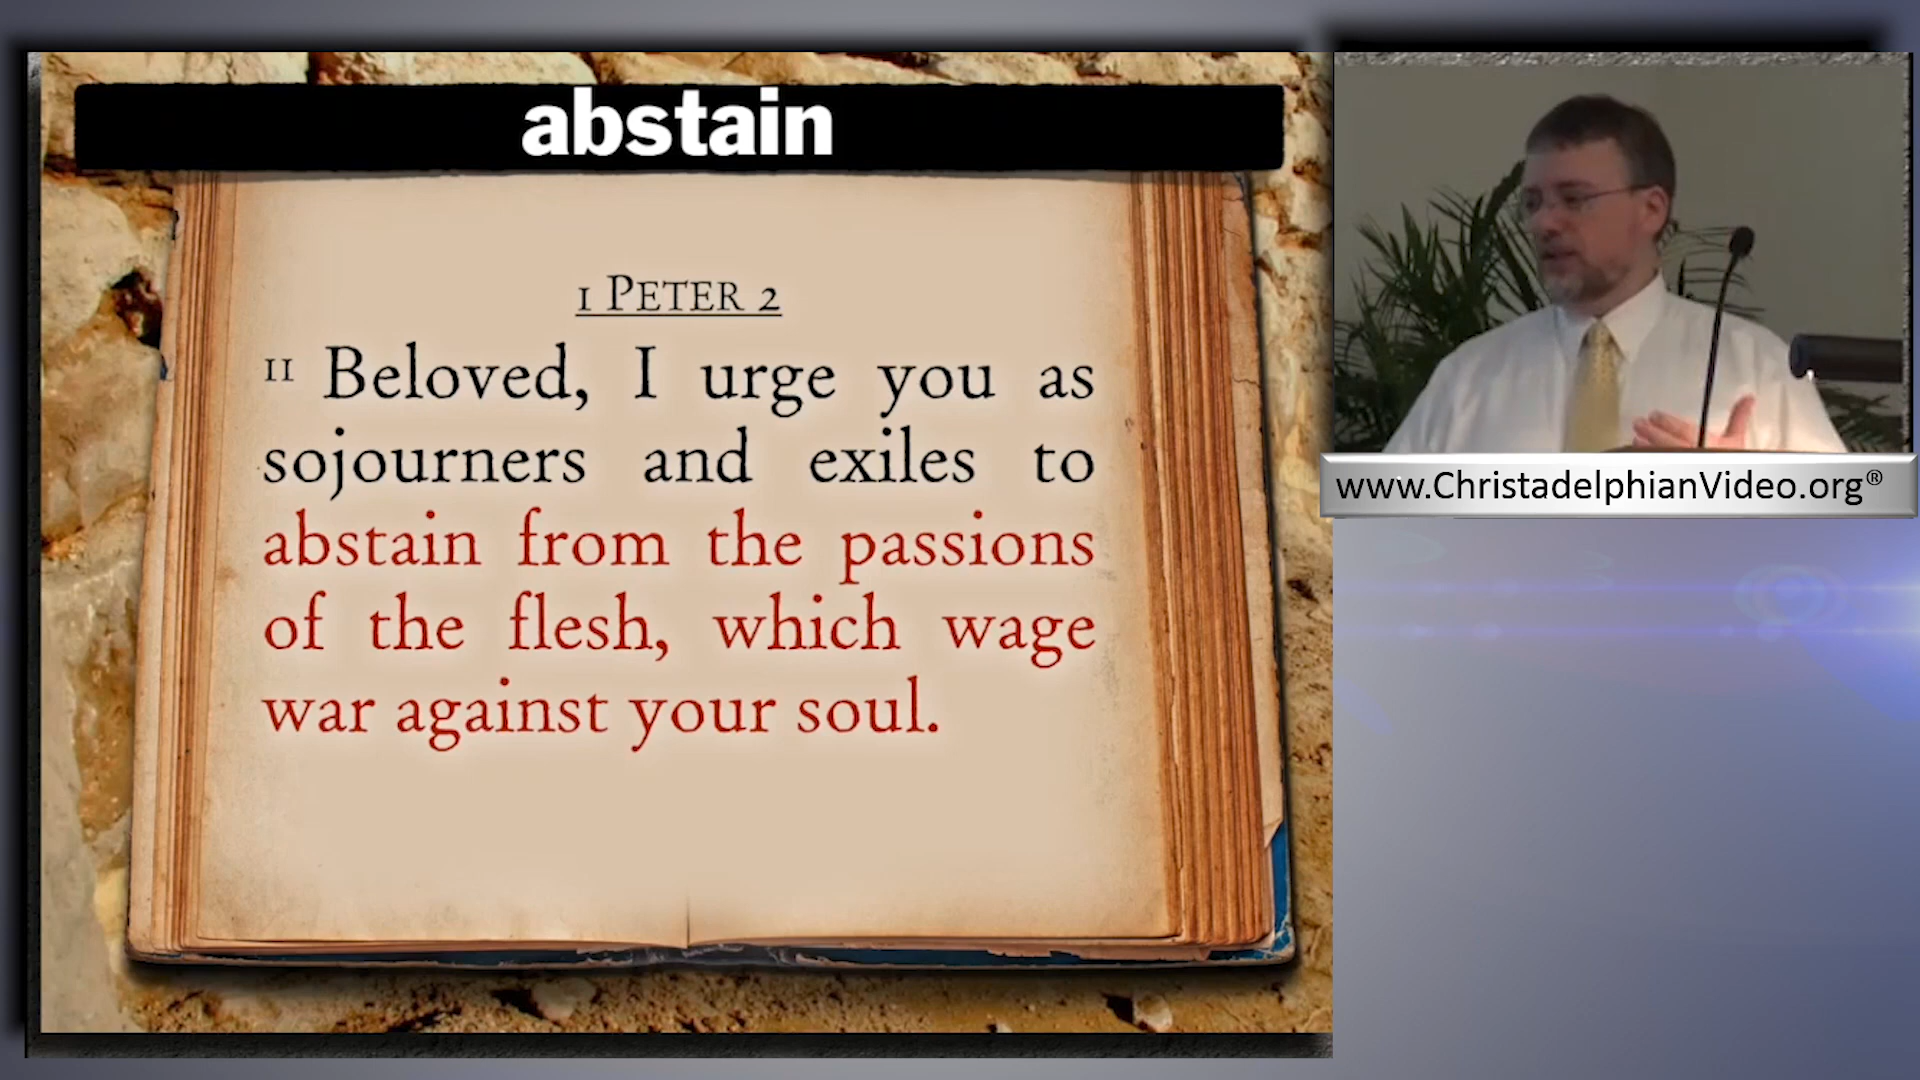 abstain
1 PETER 2
11 Beloved, I urge you as
sojourners and exiles to
abstain from the passions
of the flesh, which wage
war against your soul.
www.ChristadelphianVideo.org®